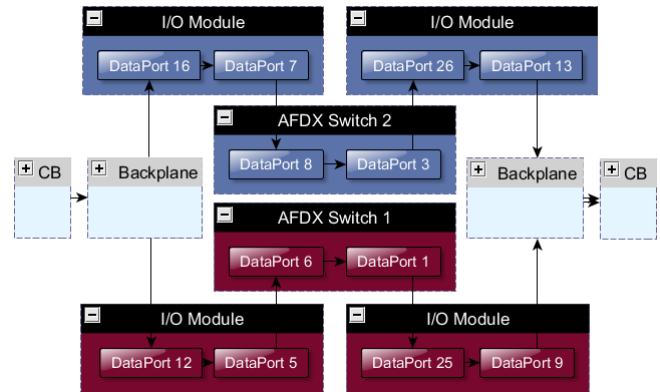 I/O Module
I/O Module
DataPort 16
DataPort 7
DataPort 26
DataPort 13
AFDX Switch 2
DataPort 8
DataPort 3
CB
Backplane
Backplane
CB
AFDX Switch 1
DataPort 6
DataPort 1
I/O Module
I/O Module
DataPort 12
DataPort 5
DataPort 25
DataPort 9